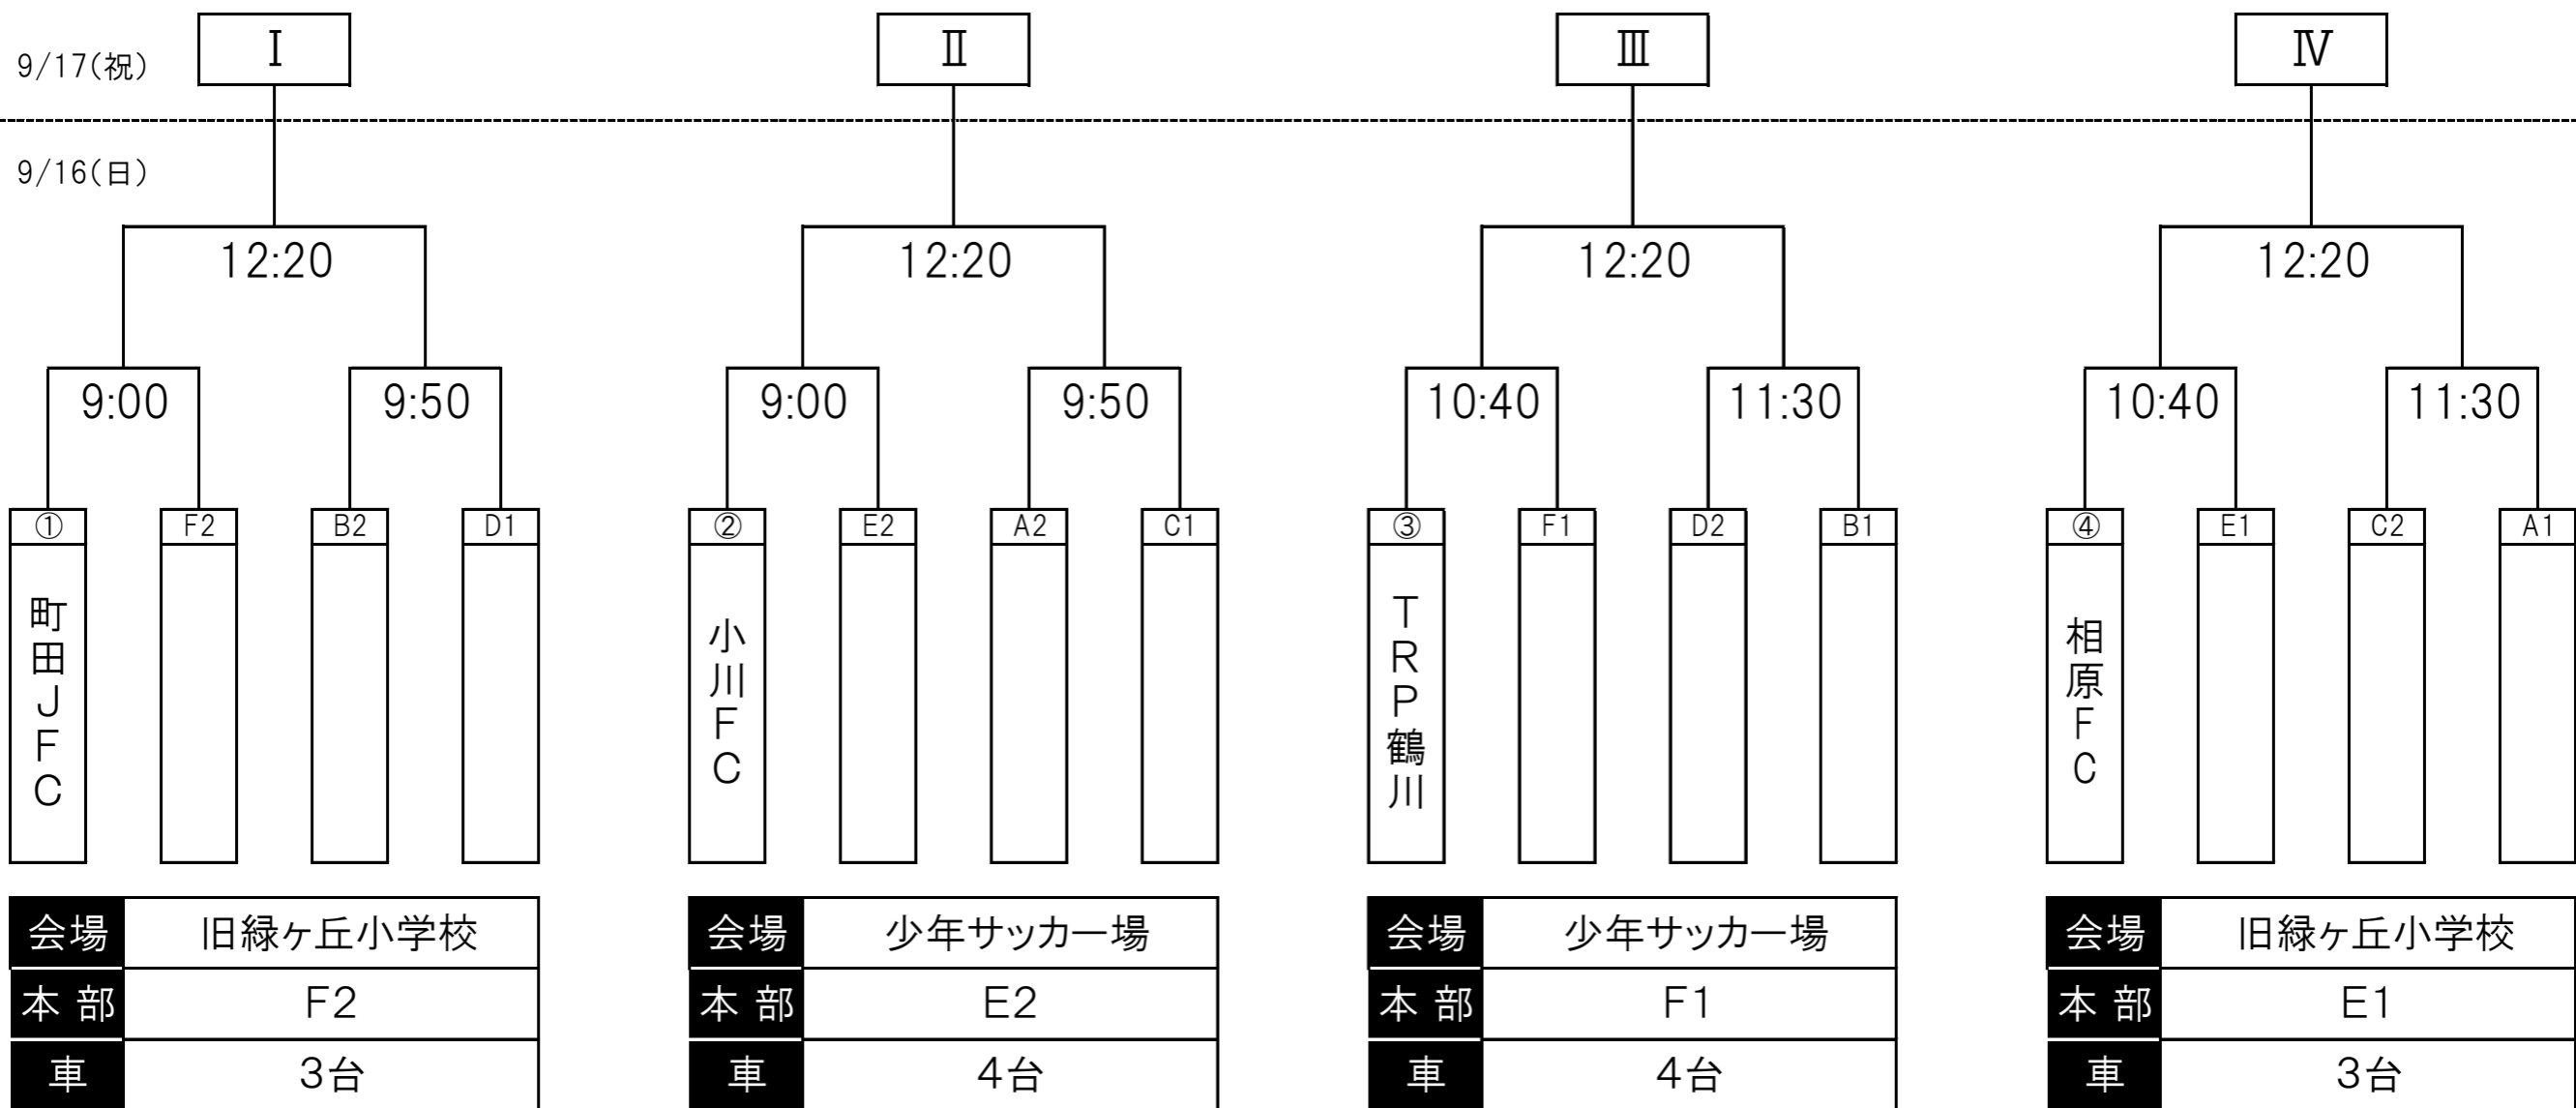 9/17(祝) Ⅰ Ⅱ Ⅲ Ⅳ
9/16(日)
12:20 12:20 12:20 12:20
9:00 9:50 9:00 9:50 10:40 11:30 10:40 11:30
① F2 B2 D1 ② E2 A2 C1 ③ F1 D2 B1 ④ E1 C2 A1
町田JFC
小川FC
TRP鶴川
相原FC
会場 旧緑ヶ丘小学校 会場 少年サッカー場 会場 少年サッカー場 会場 旧緑ヶ丘小学校
本部 F2 本部 E2 本部 F1 本部 E1
車 3台 車 4台 車 4台 車 3台